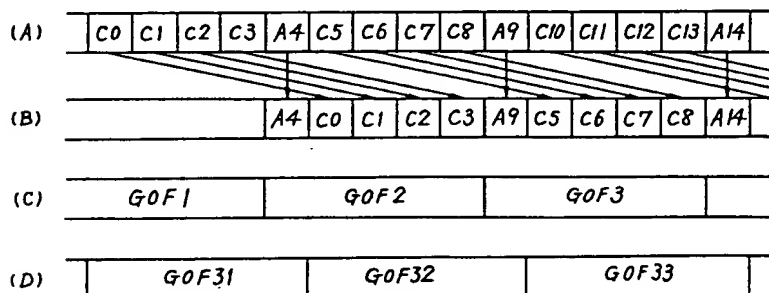 (A) C0 C1 C2 C3 A4 C5 C6 C7 C8 A9 C10 C11 C12 C13 A14
(B) A4 C0 C1 C2 C3 A9 C5 C6 C7 C8 A14
(C) GOF1 GOF2 GOF3
(D) GOF31 GOF32 GOF33